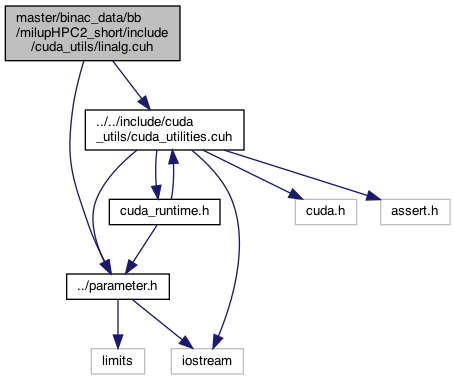 master/binac_data/bb
/milupHPC2_short/include
/cuda_utils/linalg.cuh
../../include/cuda
_utils/cuda_utilities.cuh
cuda_runtime.h
cuda.h
assert.h
../parameter.h
limits
iostream